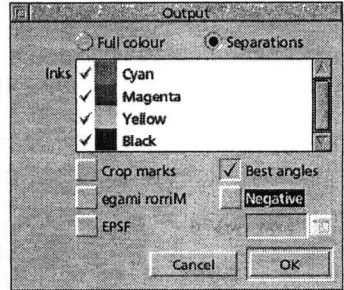 Output
Full colour Separations
Inks Cyan
Magenta
Yellow
Black
Crop marks Best angles
egami rorriM Negative
EPSF
Cancel OK